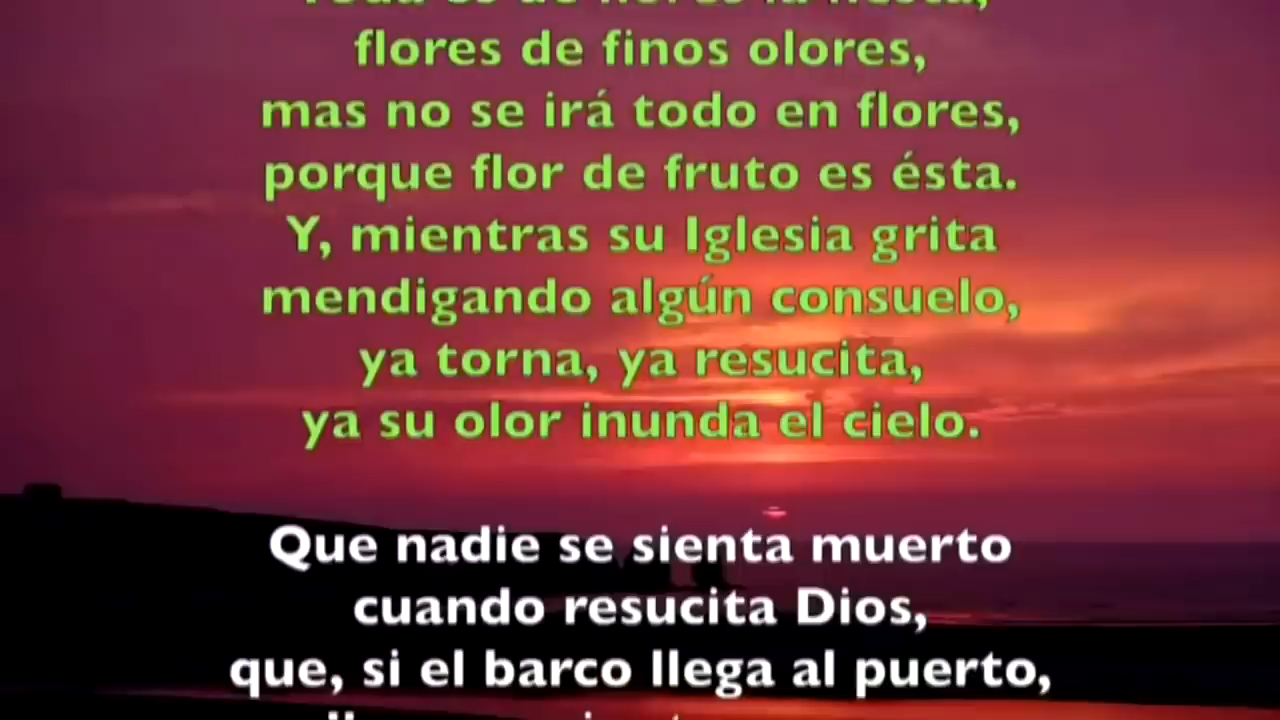 flores de finos olores,
mas no se irá todo en flores,
porque flor de fruto es ésta.
Y, mientras su Iglesia grita
mendigando algún consuelo,
ya torna, ya resucita,
ya su olor inunda el cielo.
Que nadie se sienta muerto
cuando resucita Dios,
que, si el barco llega al puerto,